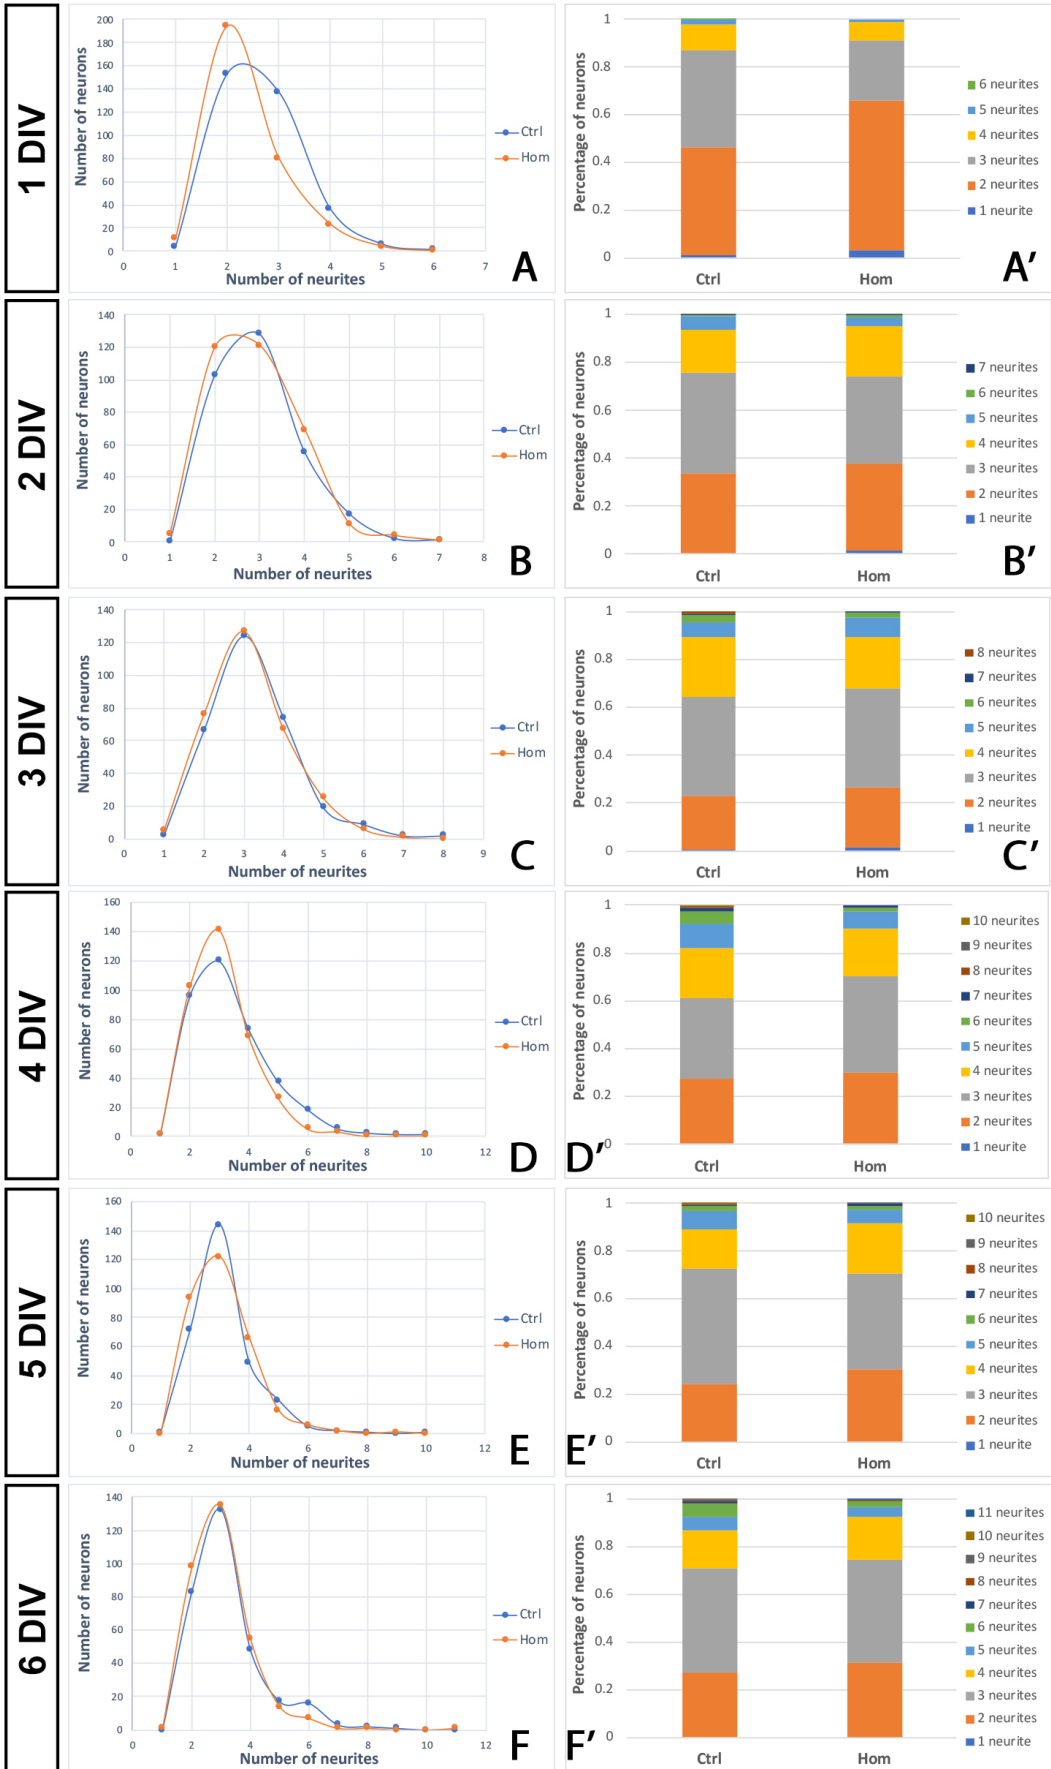 1 DIV
Number of neurons
200
180
160
140
120
100
80
60
40
20
0
0 1 2 3 4 5 6 7
Number of neurites
Ctrl
Hom
A
Percentage of neurons
1
0.8
0.6
0.4
0.2
0
Ctrl Hom
6 neurites
5 neurites
4 neurites
3 neurites
2 neurites
1 neurite
A′
2 DIV
Number of neurons
140
120
100
80
60
40
20
0
0 1 2 3 4 5 6 7 8
Number of neurites
Ctrl
Hom
B
Percentage of neurons
1
0.8
0.6
0.4
0.2
0
Ctrl Hom
7 neurites
6 neurites
5 neurites
4 neurites
3 neurites
2 neurites
1 neurite
B′
3 DIV
Number of neurons
140
120
100
80
60
40
20
0
0 1 2 3 4 5 6 7 8 9
Number of neurites
Ctrl
Hom
C
Percentage of neurons
1
0.8
0.6
0.4
0.2
0
Ctrl Hom
8 neurites
7 neurites
6 neurites
5 neurites
4 neurites
3 neurites
2 neurites
1 neurite
C′
4 DIV
Number of neurons
160
140
120
100
80
60
40
20
0
0 2 4 6 8 10 12
Number of neurites
Ctrl
Hom
D
Percentage of neurons
1
0.8
0.6
0.4
0.2
0
Ctrl Hom
10 neurites
9 neurites
8 neurites
7 neurites
6 neurites
5 neurites
4 neurites
3 neurites
2 neurites
1 neurite
D′
5 DIV
Number of neurons
160
140
120
100
80
60
40
20
0
0 2 4 6 8 10 12
Number of neurites
Ctrl
Hom
E
Percentage of neurons
1
0.8
0.6
0.4
0.2
0
Ctrl Hom
10 neurites
9 neurites
8 neurites
7 neurites
6 neurites
5 neurites
4 neurites
3 neurites
2 neurites
1 neurite
E′
6 DIV
Number of neurons
140
120
100
80
60
40
20
0
0 2 4 6 8 10 12
Number of neurites
Ctrl
Hom
F
Percentage of neurons
1
0.8
0.6
0.4
0.2
0
Ctrl Hom
11 neurites
10 neurites
9 neurites
8 neurites
7 neurites
6 neurites
5 neurites
4 neurites
3 neurites
2 neurites
1 neurite
F′